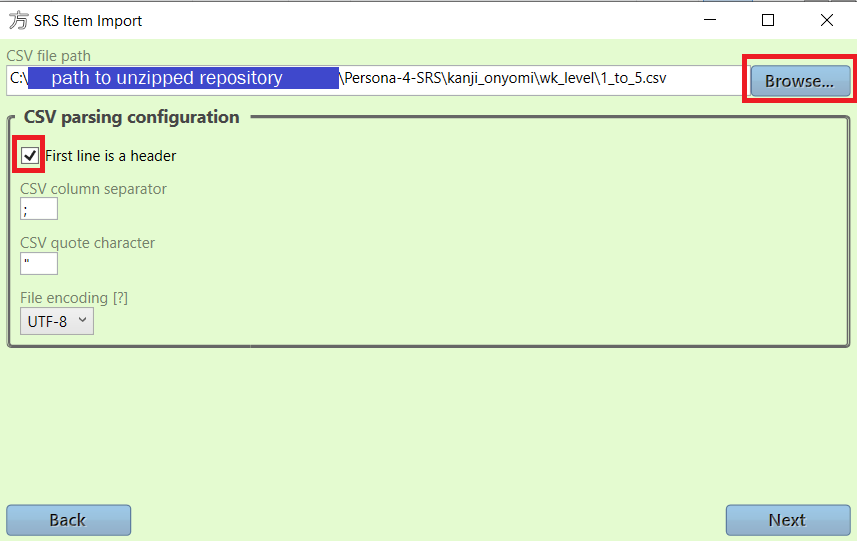 方 SRS Item Import
CSV file path
C:\ path to unzipped repository \Persona-4-SRS\kanji_onyomi\wk_level\1_to_5.csv
Browse...
CSV parsing configuration
First line is a header
CSV column separator
;
CSV quote character
"
File encoding [?]
UTF-8
Back
Next